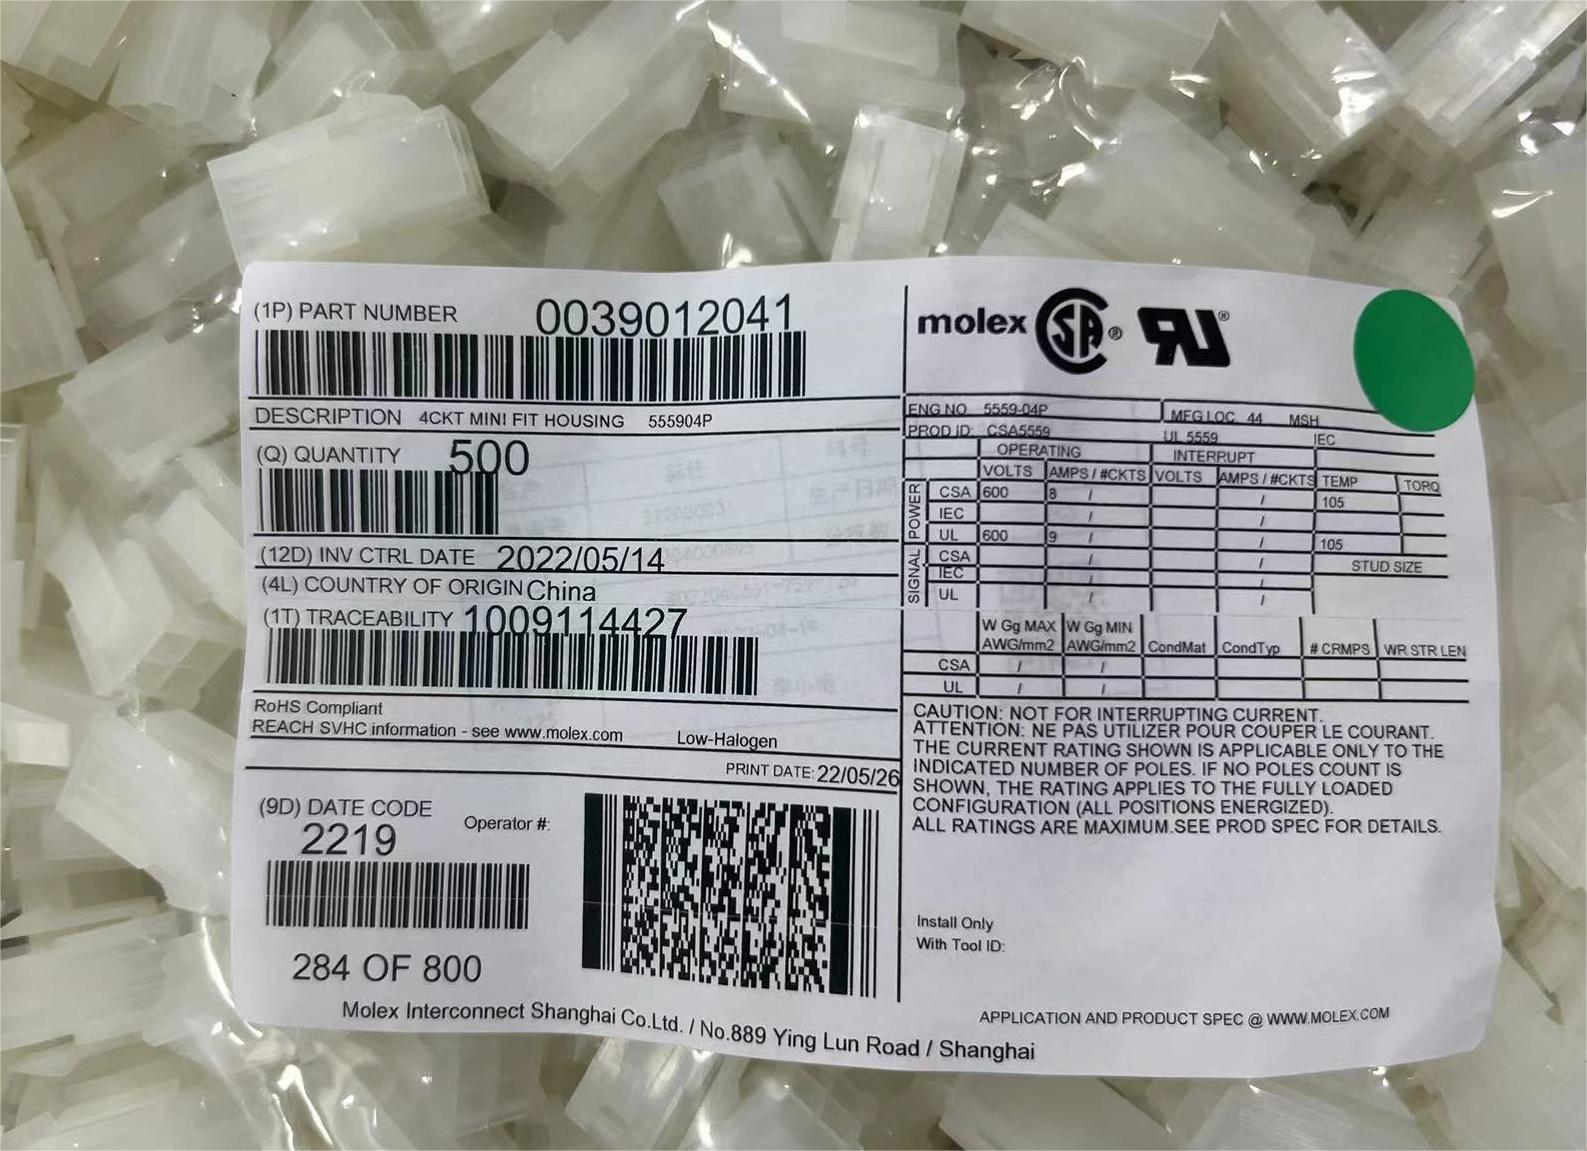 (1P) PART NUMBER 0039012041
DESCRIPTION 4CKT MINI FIT HOUSING 555904P
(Q) QUANTITY 500
(12D) INV CTRL DATE 2022/05/14
(4L) COUNTRY OF ORIGIN China
(1T) TRACEABILITY 1009114427
RoHS Compliant
REACH SVHC information - see www.molex.com Low-Halogen
PRINT DATE: 22/05/26
(9D) DATE CODE
2219
Operator #:
284 OF 800
Molex Interconnect Shanghai Co.Ltd. / No.889 Ying Lun Road / Shanghai
molex SA ® RU ®
ENG NO 5559-04P MFG LOC 44 MSH
PROD ID: CSA5559 UL 5559 IEC
OPERATING INTERRUPT
VOLTS AMPS / #CKTS VOLTS AMPS / #CKTS TEMP TORQ
POWER
CSA 600 8 / / 105
IEC / /
UL 600 9 / / 105
SIGNAL
CSA / / STUD SIZE
IEC / /
UL / /
W Gg MAX W Gg MIN
AWG/mm2 AWG/mm2 CondMat CondTyp # CRMPS WR STR LEN
CSA / /
UL / /
CAUTION: NOT FOR INTERRUPTING CURRENT.
ATTENTION: NE PAS UTILIZER POUR COUPER LE COURANT.
THE CURRENT RATING SHOWN IS APPLICABLE ONLY TO THE
INDICATED NUMBER OF POLES. IF NO POLES COUNT IS
SHOWN, THE RATING APPLIES TO THE FULLY LOADED
CONFIGURATION (ALL POSITIONS ENERGIZED).
ALL RATINGS ARE MAXIMUM.SEE PROD SPEC FOR DETAILS.
Install Only
With Tool ID:
APPLICATION AND PRODUCT SPEC @ WWW.MOLEX.COM